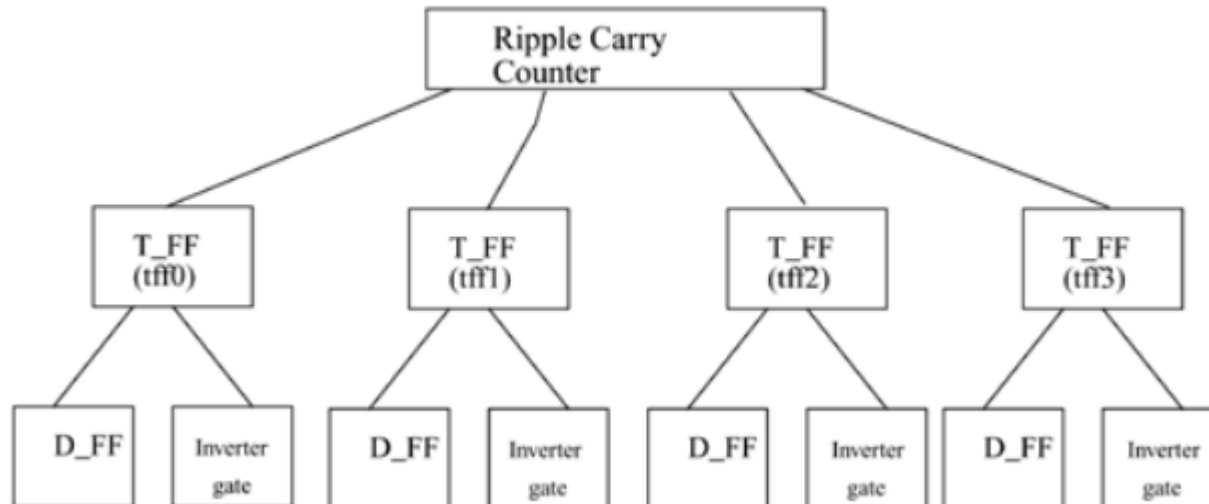 Ripple Carry
Counter
T_FF
(tff0)
T_FF
(tff1)
T_FF
(tff2)
T_FF
(tff3)
D_FF
Inverter
gate
D_FF
Inverter
gate
D_FF
Inverter
gate
D_FF
Inverter
gate